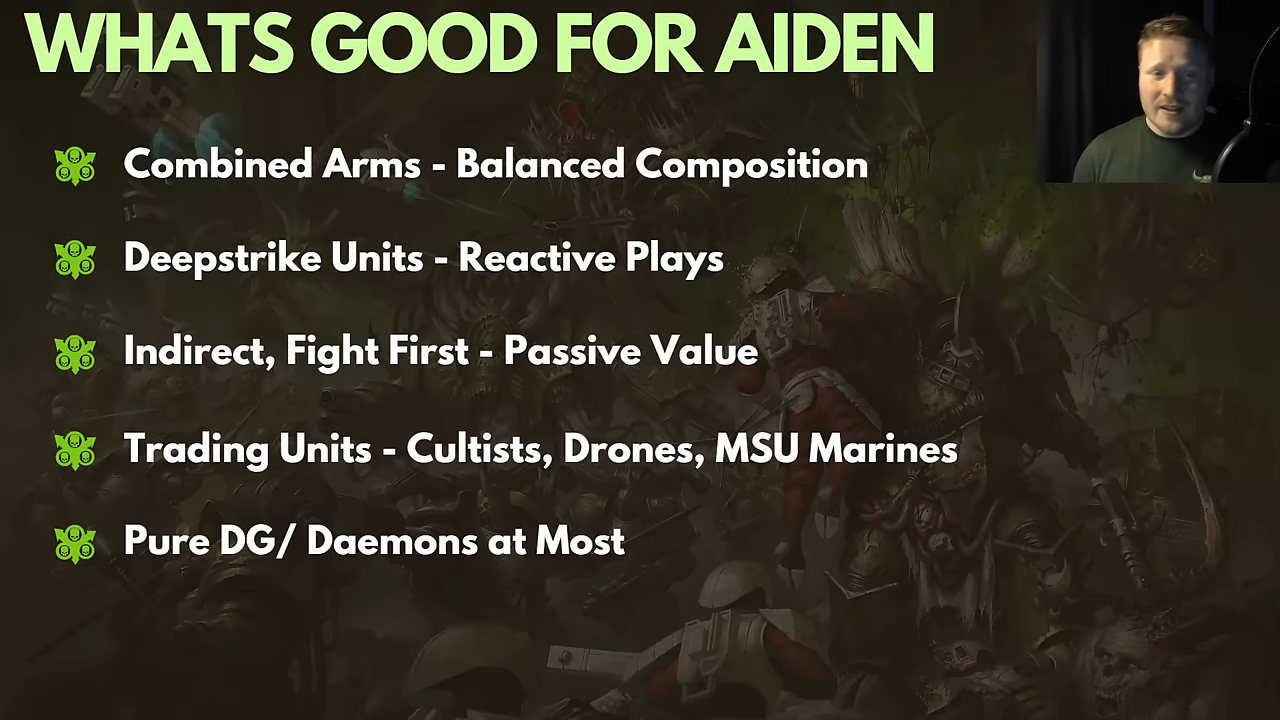 WHATS GOOD FOR AIDEN
Combined Arms - Balanced Composition
Deepstrike Units - Reactive Plays
Indirect, Fight First - Passive Value
Trading Units - Cultists, Drones, MSU Marines
Pure DG/ Daemons at Most